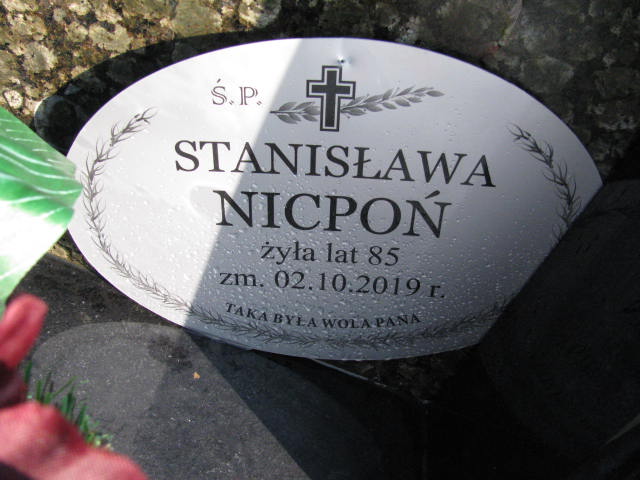 Ś.P.
STANISŁAWA
NICPOŃ
żyła lat 85
zm. 02.10.2019 r.
TAKA BYŁA WOLA PANA